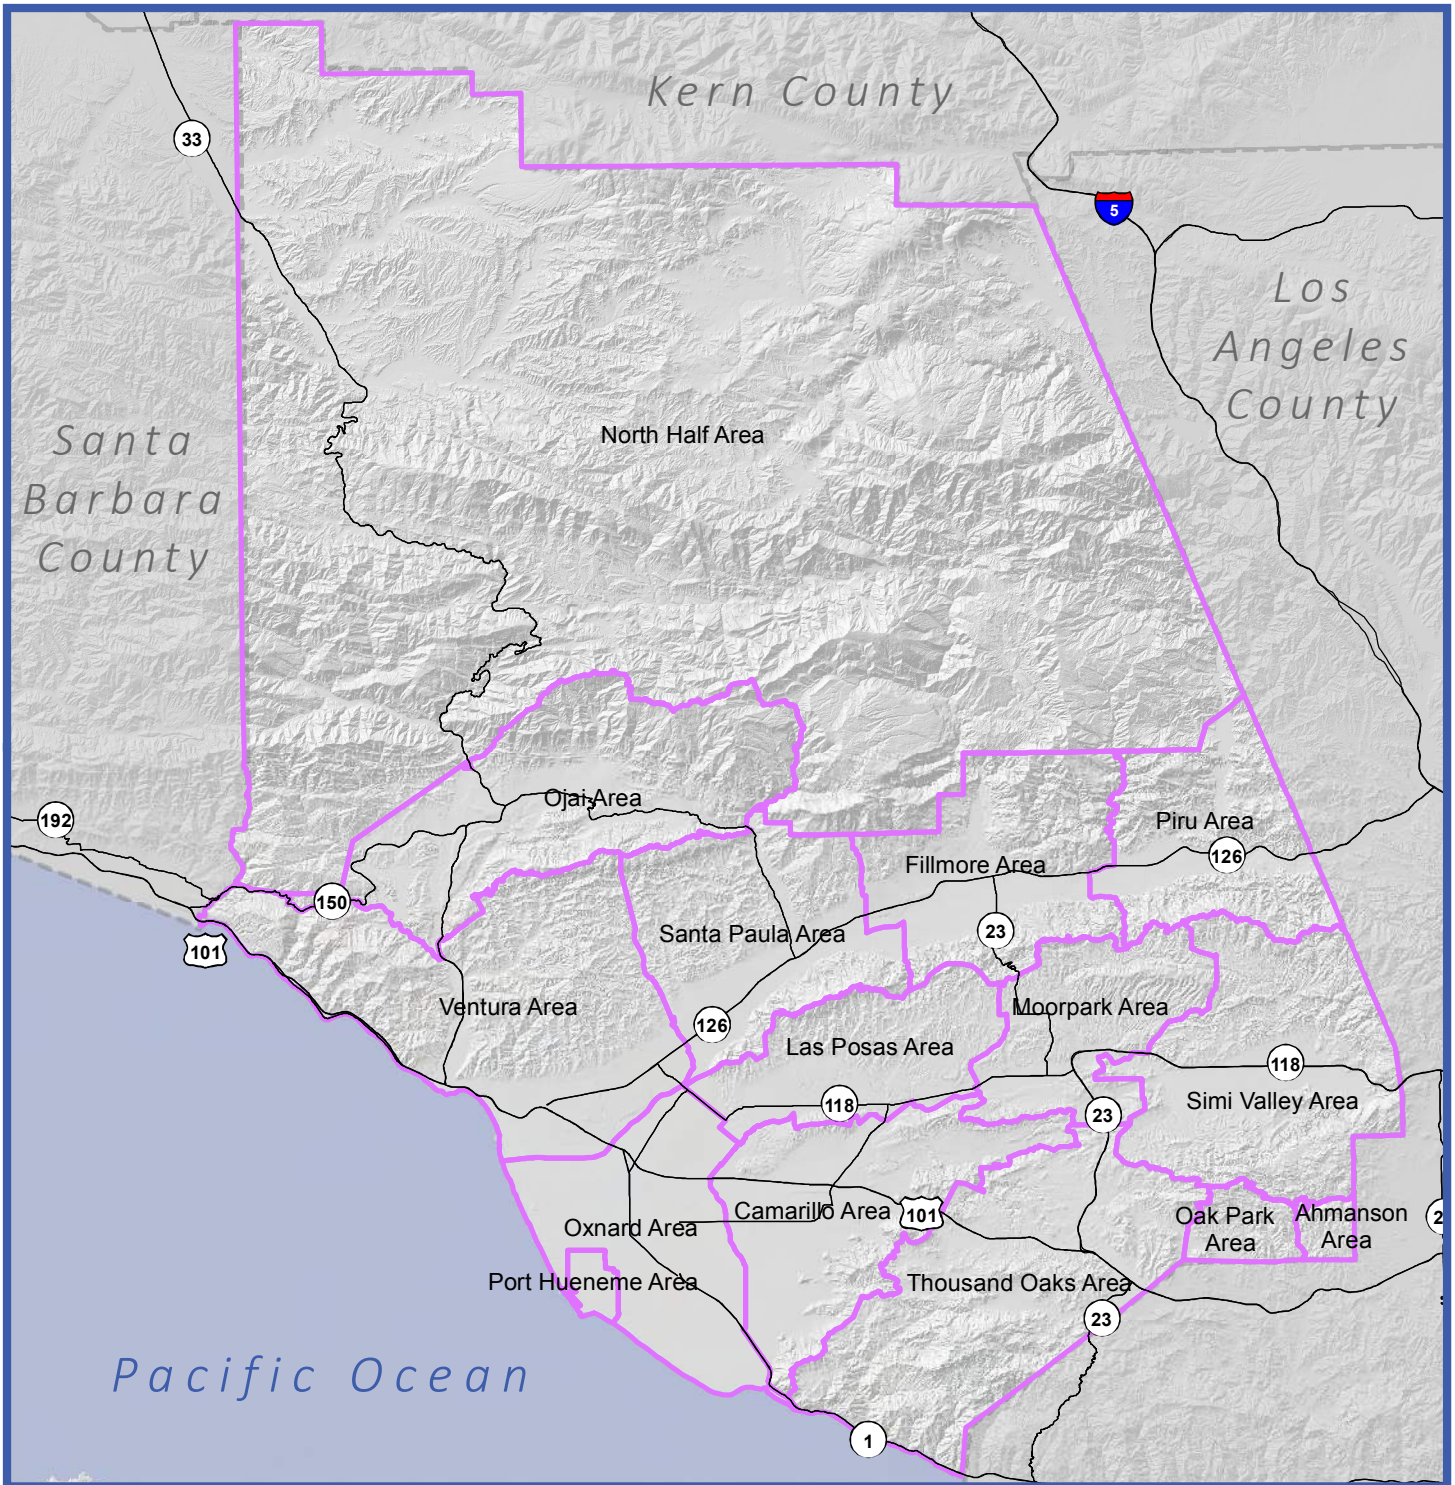 Kern County
33
5
Los
Angeles
County
North Half Area
Santa
Barbara
County
Ojai Area
192
Piru Area
126
Fillmore Area
150
23
Santa Paula Area
101
Ventura Area
Moorpark Area
126
Las Posas Area
118
118
Simi Valley Area
23
Camarillo Area
101
Oak Park
Area
Ahmanson
Area
2
Oxnard Area
Port Hueneme Area
Thousand Oaks Area
23
Pacific Ocean
1